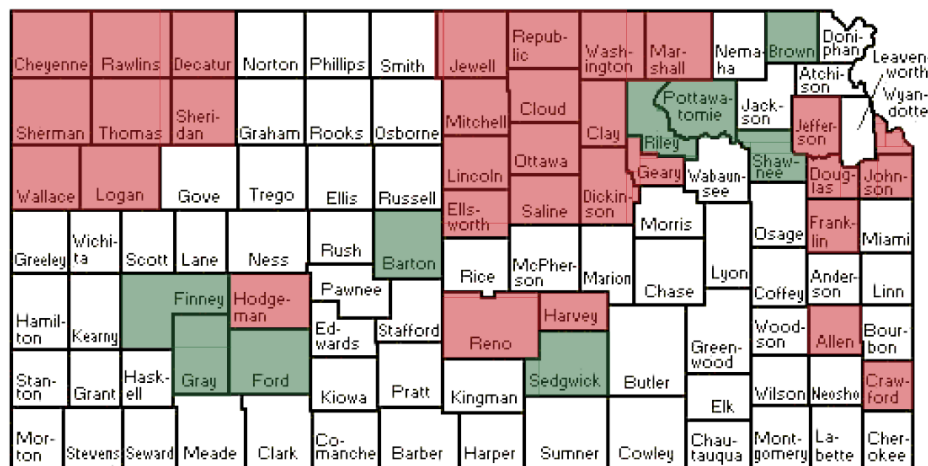 Cheyenne
Rawlins
Decatur
Norton
Phillips
Smith
Jewell
Republ-
ic
Wash-
ington
Mar-
shall
Nema-
ha
Brown
Doni-
phan
Leaven-
worth
Wyan-
dotte
Atchi-
son
Sherman
Thomas
Sheri-
dan
Graham
Rooks
Osborne
Mitchell
Cloud
Clay
Riley
Pottawa-
tomie
Jack-
son
Jeffer-
son
Wallace
Logan
Gove
Trego
Ellis
Russell
Lincoln
Ottawa
Dickin-
son
Geary
Wabaun-
see
Shaw-
nee
Doug-
las
John-
son
Ells-
worth
Saline
Morris
Osage
Frank-
lin
Miami
Greeley
Wichi-
ta
Scott
Lane
Ness
Rush
Barton
Rice
McPher-
son
Marion
Chase
Lyon
Coffey
Ander-
son
Linn
Hamil-
ton
Kearny
Finney
Hodge-
man
Pawnee
Ed-
wards
Stafford
Reno
Harvey
Sedgwick
Butler
Green-
wood
Wood-
son
Allen
Bour-
bon
Stan-
ton
Grant
Hask-
ell
Gray
Ford
Kiowa
Pratt
Kingman
Elk
Wilson
Neosho
Craw-
ford
Mor-
ton
Stevens
Seward
Meade
Clark
Co-
manche
Barber
Harper
Sumner
Cowley
Chau-
tauqua
Mont-
gomery
La-
bette
Cher-
okee